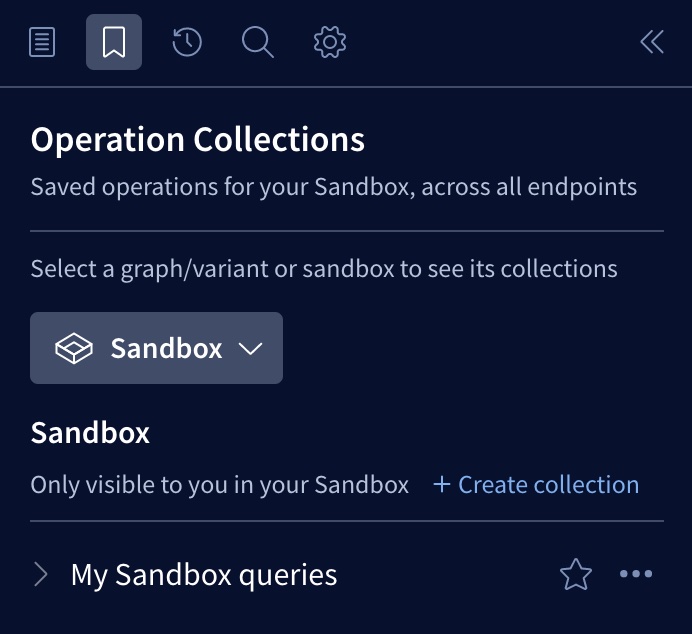 Operation Collections
Saved operations for your Sandbox, across all endpoints
Select a graph/variant or sandbox to see its collections
Sandbox
Sandbox
Only visible to you in your Sandbox + Create collection
My Sandbox queries